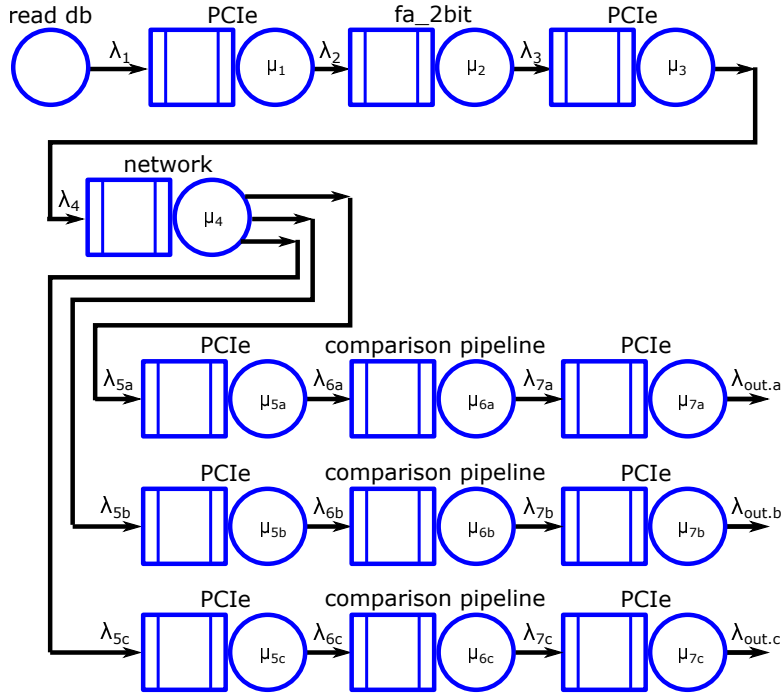 read db PCIe fa_2bit PCIe
λ1 μ1 λ2 μ2 λ3 μ3
network
λ4 μ4
PCIe comparison pipeline PCIe
λ5a μ5a λ6a μ6a λ7a μ7a λout.a
PCIe comparison pipeline PCIe
λ5b μ5b λ6b μ6b λ7b μ7b λout.b
PCIe comparison pipeline PCIe
λ5c μ5c λ6c μ6c λ7c μ7c λout.c